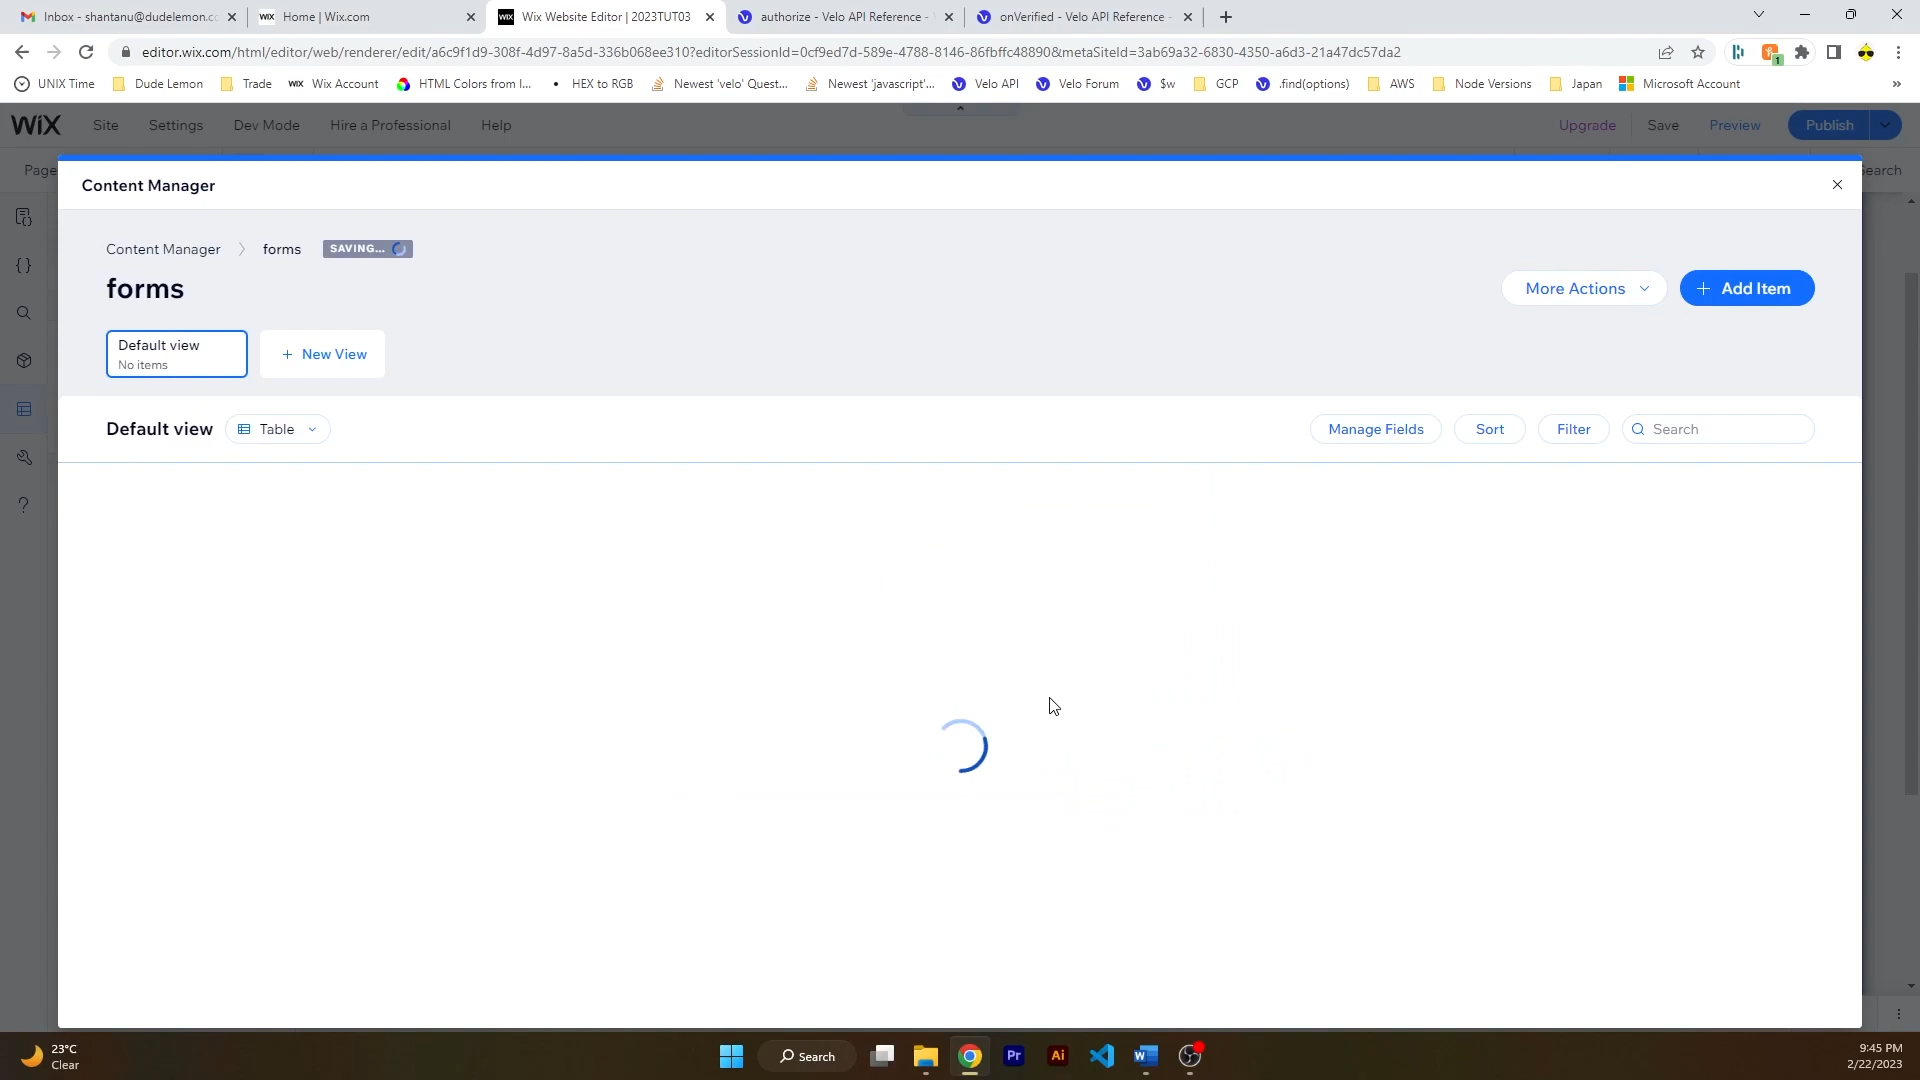 Inbox - shantanu@dudelemon.cc
Home | Wix.com
Wix Website Editor | 2023TUT03
authorize - Velo API Reference -
onVerified - Velo API Reference -
editor.wix.com/html/editor/web/renderer/edit/a6c9f1d9-308f-4d97-8a5d-336b068ee310?editorSessionId=0cf9ed7d-589e-4788-8146-86fbffc48890&metaSiteId=3ab69a32-6830-4350-a6d3-21a47dc57da2
UNIX Time
Dude Lemon
Trade
WIX Wix Account
HTML Colors from I...
HEX to RGB
Newest 'velo' Quest...
Newest 'javascript'...
Velo API
Velo Forum
$w
GCP
.find(options)
AWS
Node Versions
Japan
Microsoft Account
WiX
Site
Settings
Dev Mode
Hire a Professional
Help
Upgrade
Save
Preview
Publish
Page
Search
Content Manager
Content Manager
forms
SAVING...
forms
More Actions
+ Add Item
Default view
No items
+ New View
Default view
Table
Manage Fields
Sort
Filter
Search
23°C
Clear
Search
Pr
Ai
9:45 PM
2/22/2023